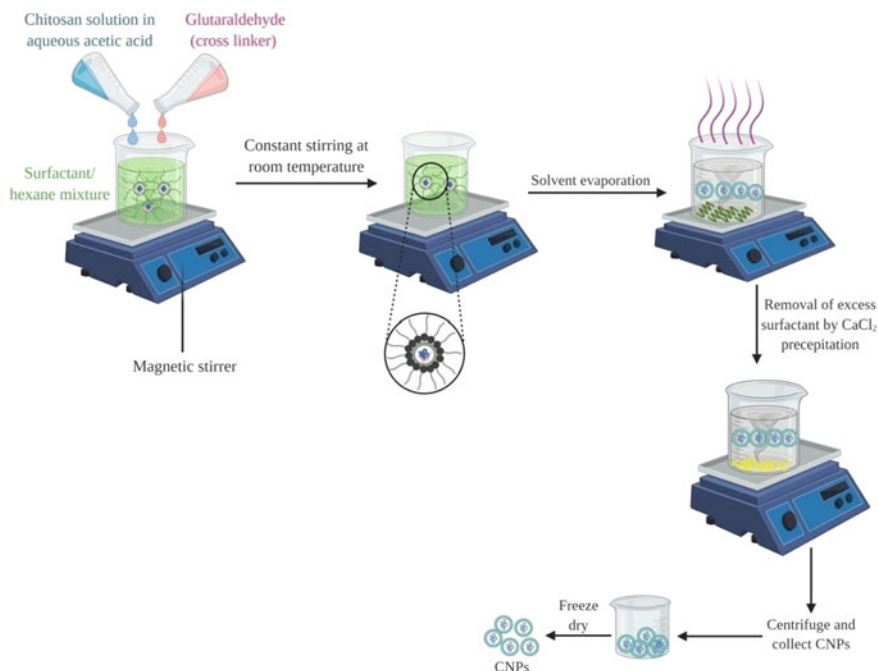 Chitosan solution in
aqueous acetic acid
Glutaraldehyde
(cross linker)
Surfactant/
hexane mixture
Magnetic stirrer
Constant stirring at
room temperature
Solvent evaporation
Removal of excess
surfactant by CaCl₂
precepitation
Centrifuge and
collect CNPs
Freeze
dry
CNPs